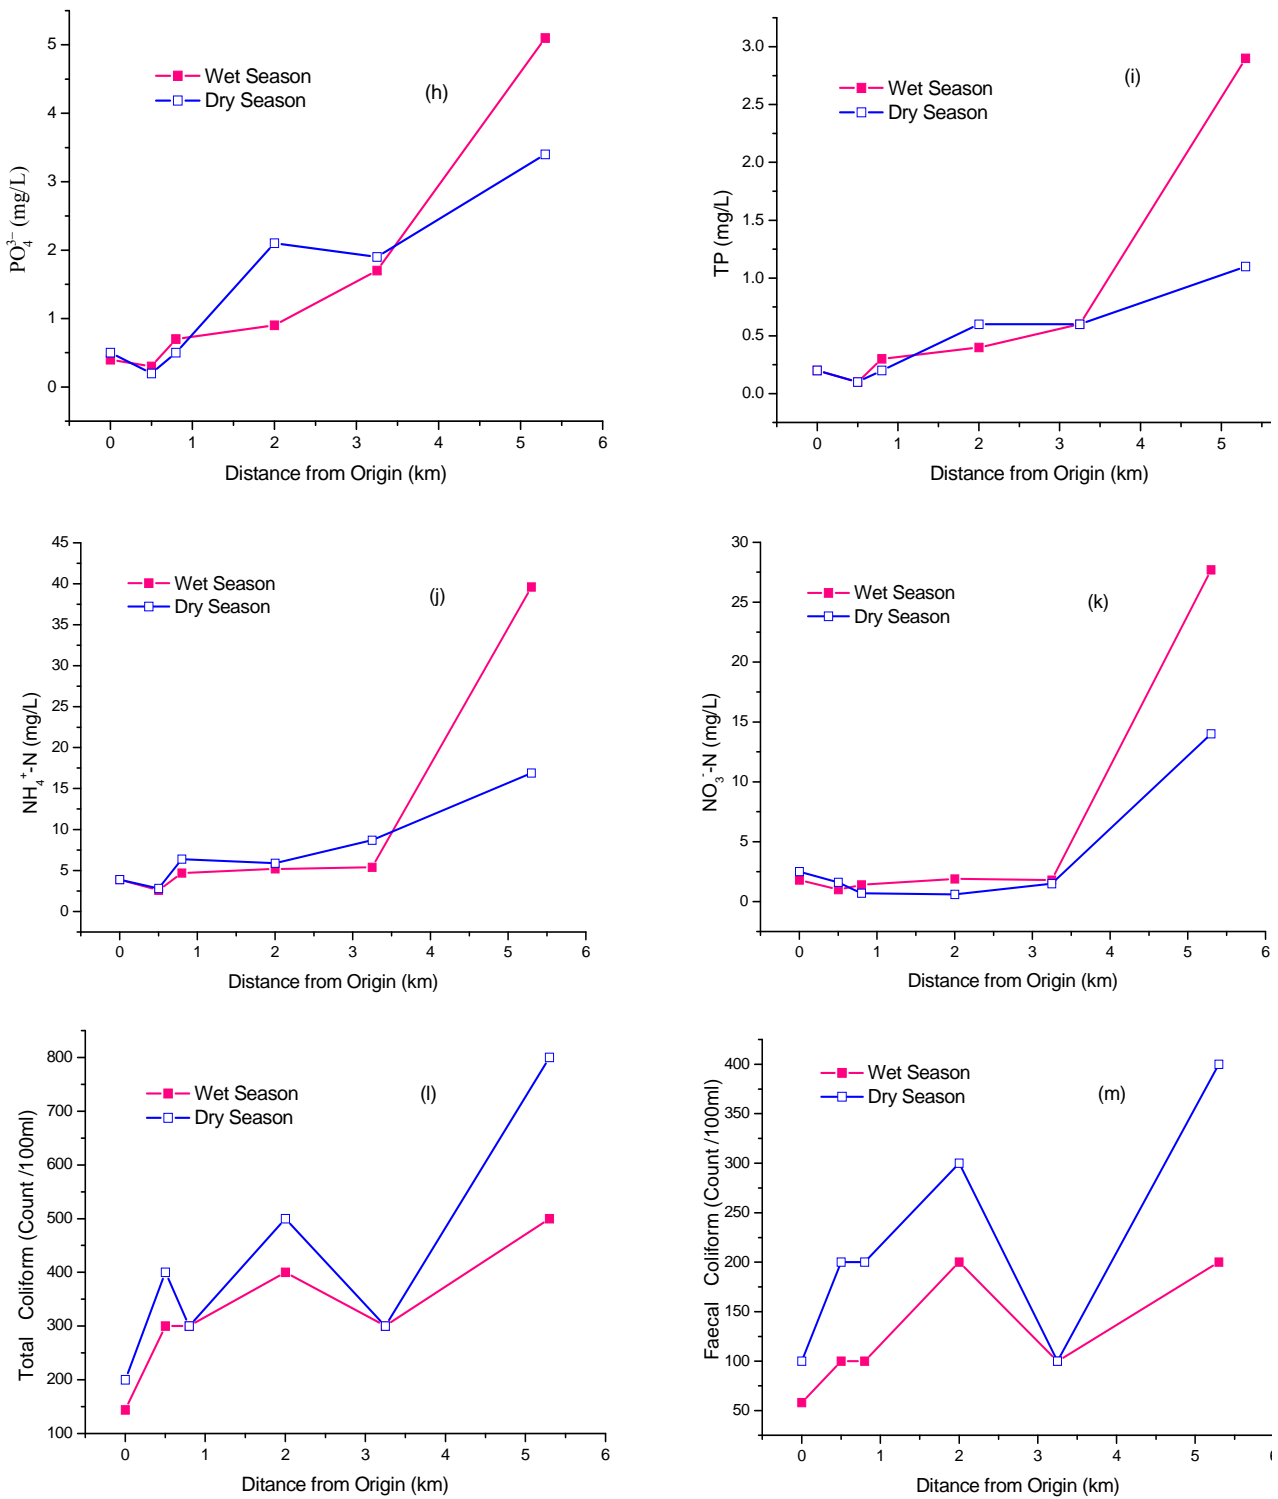 5
4
3
2
1
0
PO₄³⁻ (mg/L)
Wet Season
Dry Season
(h)
0 1 2 3 4 5 6
Distance from Origin (km)
3.0
2.5
2.0
1.5
1.0
0.5
0.0
TP (mg/L)
Wet Season
Dry Season
(i)
0 1 2 3 4 5
Distance from Origin (km)
45
40
35
30
25
20
15
10
5
0
NH₄⁺-N (mg/L)
Wet Season
Dry Season
(j)
0 1 2 3 4 5 6
Distance from Origin (km)
30
25
20
15
10
5
0
NO₃⁻-N (mg/L)
Wet Season
Dry Season
(k)
0 1 2 3 4 5 6
Distance from Origin (km)
800
700
600
500
400
300
200
100
Total Coliform (Count /100ml)
Wet Season
Dry Season
(l)
0 1 2 3 4 5 6
Ditance from Origin (km)
400
350
300
250
200
150
100
50
Faecal Coliform (Count /100ml)
Wet Season
Dry Season
(m)
0 1 2 3 4 5 6
Ditance from Origin (km)